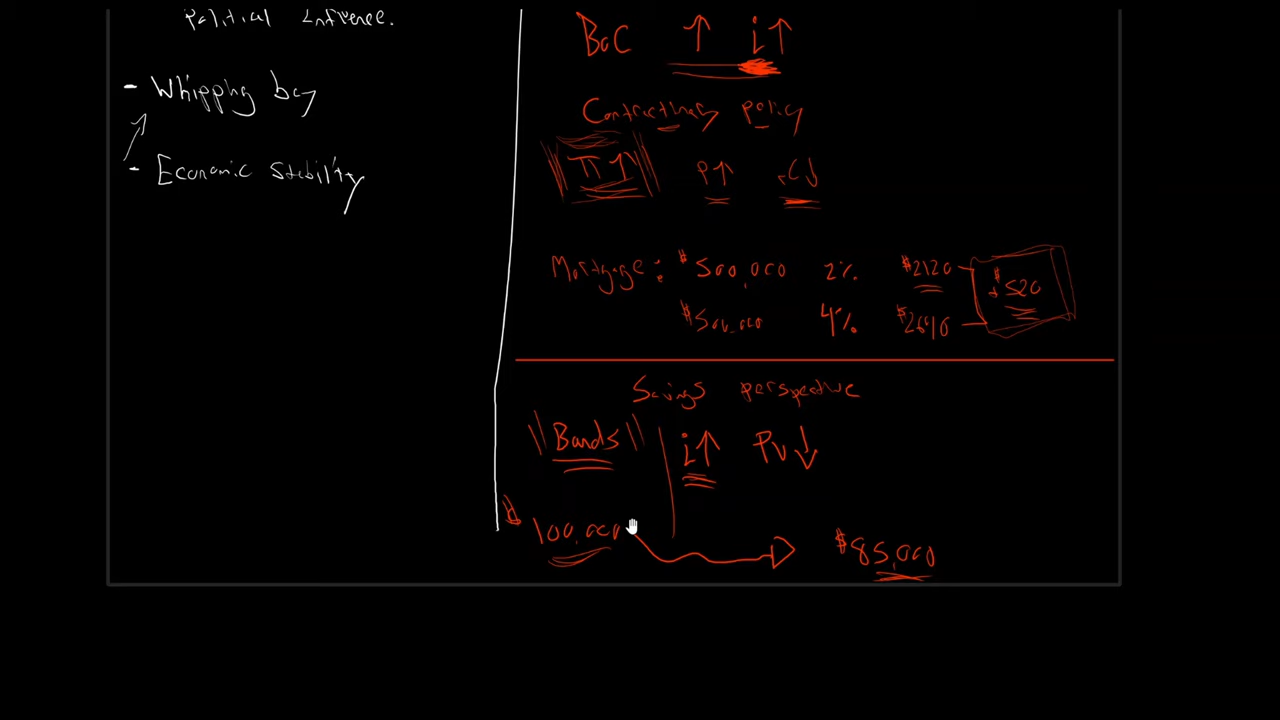 Political Influence.
- Whipping boy
- Economic Stability
BoC ↑ i↑
Contractionary policy
π↑ P↑ C↓
Mortgage: $500,000 2% $2120
$520
$500,000 4% $2640
Savings perspective
Bonds i↑ PV↓
$100,000 $85,000